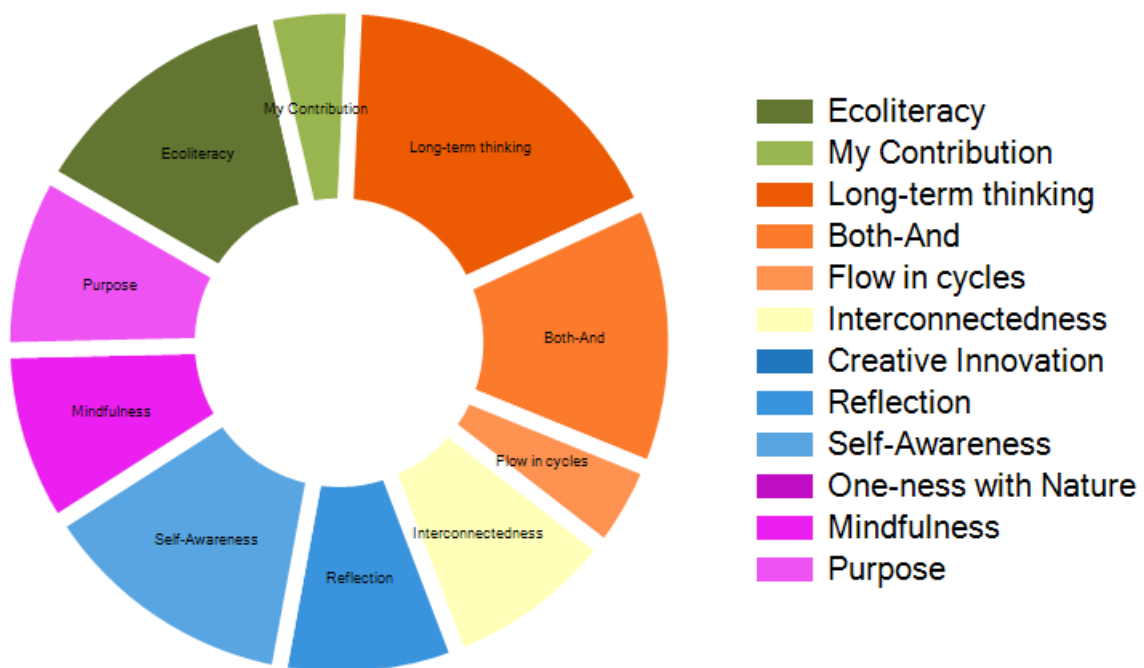 My Contribution
Long-term thinking
Ecoliteracy
Purpose
Both-And
Mindfulness
Flow in cycles
Interconnectedness
Self-Awareness
Reflection
Ecoliteracy
My Contribution
Long-term thinking
Both-And
Flow in cycles
Interconnectedness
Creative Innovation
Reflection
Self-Awareness
One-ness with Nature
Mindfulness
Purpose